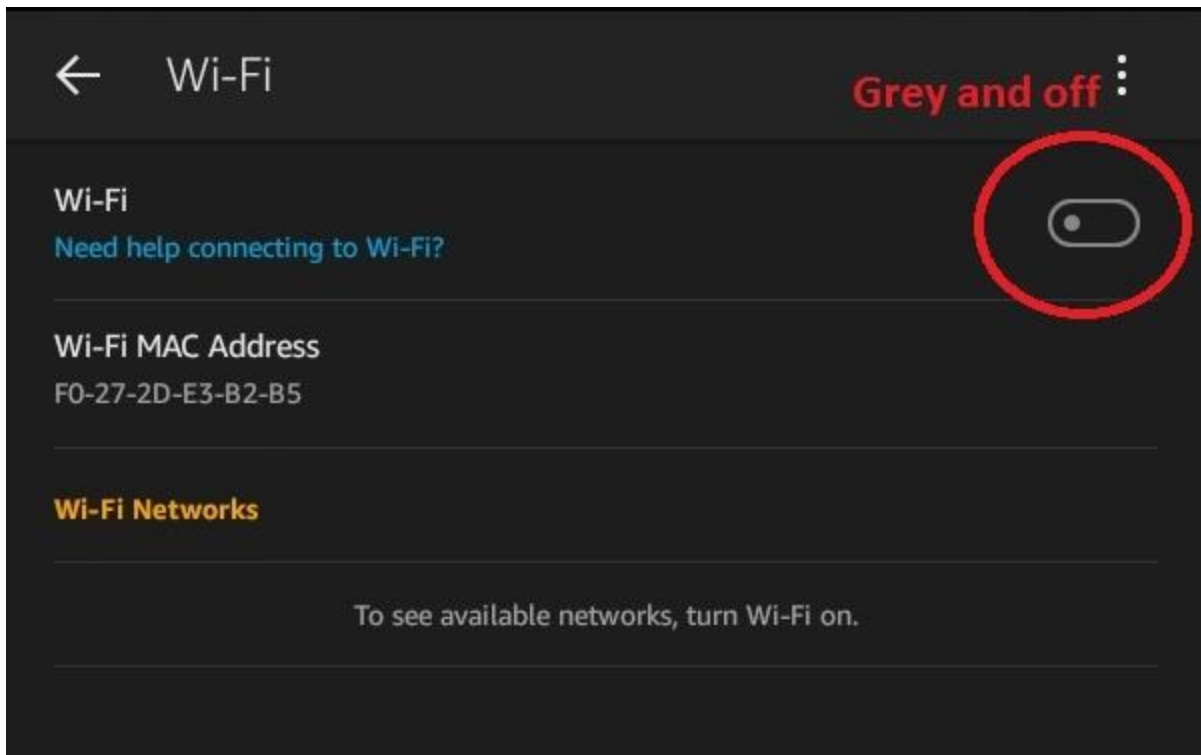 Wi-Fi
Grey and off
Wi-Fi
Need help connecting to Wi-Fi?
Wi-Fi MAC Address
F0-27-2D-E3-B2-B5
Wi-Fi Networks
To see available networks, turn Wi-Fi on.